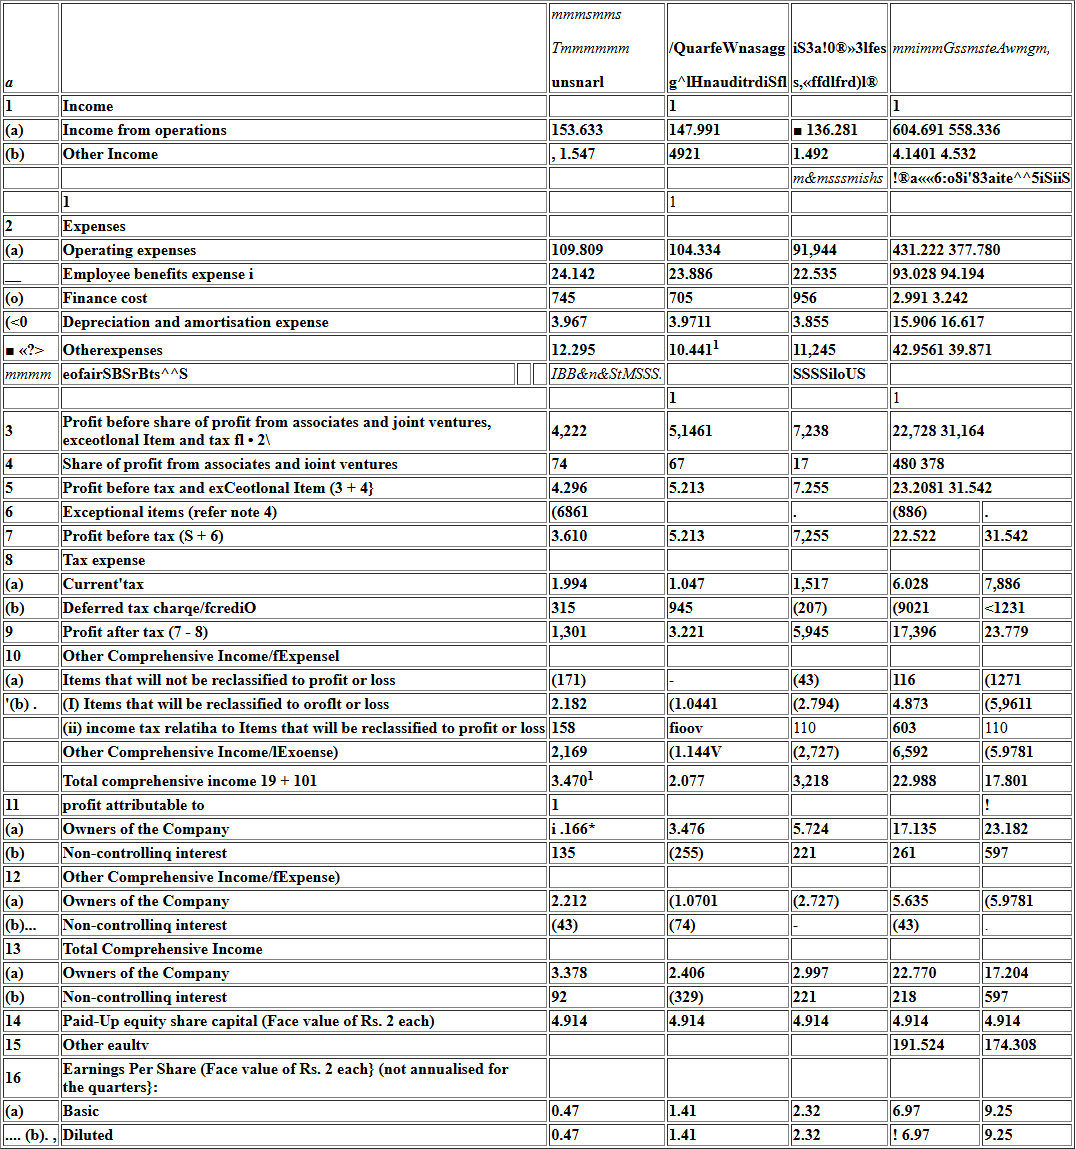 mmmsmms
Tmmmmmm /QuarfeWnasagg iS3a!0®»3lfes mmimmGssmsteAwmgm,
a unsnarl g^lHnauditrdiSfl s,«ffdlfrd)l®
1 Income 1 1
(a) Income from operations 153.633 147.991 ■ 136.281 604.691 558.336
(b) Other Income , 1.547 4921 1.492 4.1401 4.532
m&msssmishs !®a««6:o8i'83aite^^5iSiiS
1 1
2 Expenses
(a) Operating expenses 109.809 104.334 91,944 431.222 377.780
__ Employee benefits expense i 24.142 23.886 22.535 93.028 94.194
(o) Finance cost 745 705 956 2.991 3.242
(<0 Depreciation and amortisation expense 3.967 3.9711 3.855 15.906 16.617
■ «?> Otherexpenses 12.295 10.441¹ 11,245 42.9561 39.871
mmmm eofairSBSrBts^^S IBB&n&StMSSS. SSSSiloUS
1 1
3 Profit before share of profit from associates and joint ventures, 4,222 5,1461 7,238 22,728 31,164
exceotlonal Item and tax fl • 2\
4 Share of profit from associates and ioint ventures 74 67 17 480 378
5 Profit before tax and exCeotlonal Item (3 + 4} 4.296 5.213 7.255 23.2081 31.542
6 Exceptional items (refer note 4) (6861 . (886) .
7 Profit before tax (S + 6) 3.610 5.213 7,255 22.522 31.542
8 Tax expense
(a) Current'tax 1.994 1.047 1,517 6.028 7,886
(b) Deferred tax charqe/fcrediO 315 945 (207) (9021 <1231
9 Profit after tax (7 - 8) 1,301 3.221 5,945 17,396 23.779
10 Other Comprehensive Income/fExpensel
(a) Items that will not be reclassified to profit or loss (171) - (43) 116 (1271
'(b) . (I) Items that will be reclassified to oroflt or loss 2.182 (1.0441 (2.794) 4.873 (5,9611
(ii) income tax relatiha to Items that will be reclassified to profit or loss 158 fioov 110 603 110
Other Comprehensive Income/lExoense) 2,169 (1.144V (2,727) 6,592 (5.9781
Total comprehensive income 19 + 101 3.470¹ 2.077 3,218 22.988 17.801
11 profit attributable to 1 !
(a) Owners of the Company i .166* 3.476 5.724 17.135 23.182
(b) Non-controllinq interest 135 (255) 221 261 597
12 Other Comprehensive Income/fExpense)
(a) Owners of the Company 2.212 (1.0701 (2.727) 5.635 (5.9781
(b)... Non-controllinq interest (43) (74) - (43) .
13 Total Comprehensive Income
(a) Owners of the Company 3.378 2.406 2.997 22.770 17.204
(b) Non-controllinq interest 92 (329) 221 218 597
14 Paid-Up equity share capital (Face value of Rs. 2 each) 4.914 4.914 4.914 4.914 4.914
15 Other eaultv 191.524 174.308
16 Earnings Per Share (Face value of Rs. 2 each} (not annualised for
the quarters}:
(a) Basic 0.47 1.41 2.32 6.97 9.25
.... (b). , Diluted 0.47 1.41 2.32 ! 6.97 9.25